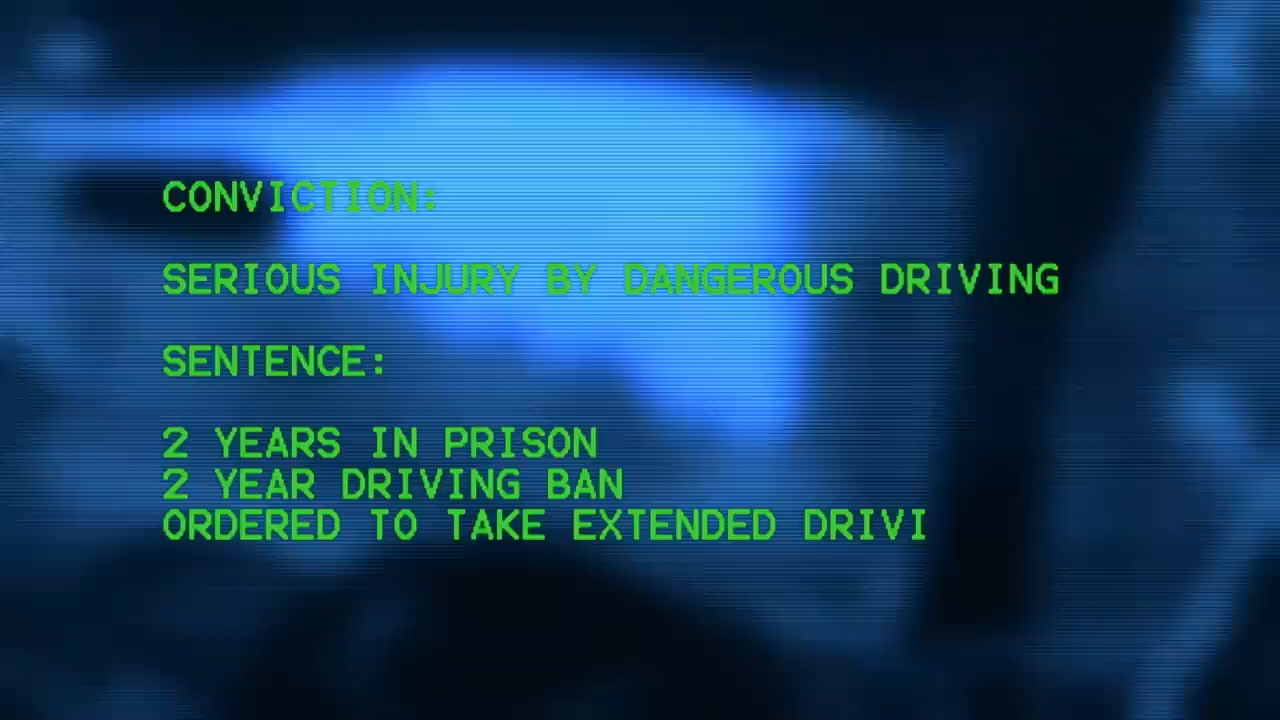 CONVICTION:
SERIOUS INJURY BY DANGEROUS DRIVING
SENTENCE:
2 YEARS IN PRISON
2 YEAR DRIVING BAN
ORDERED TO TAKE EXTENDED DRIVI